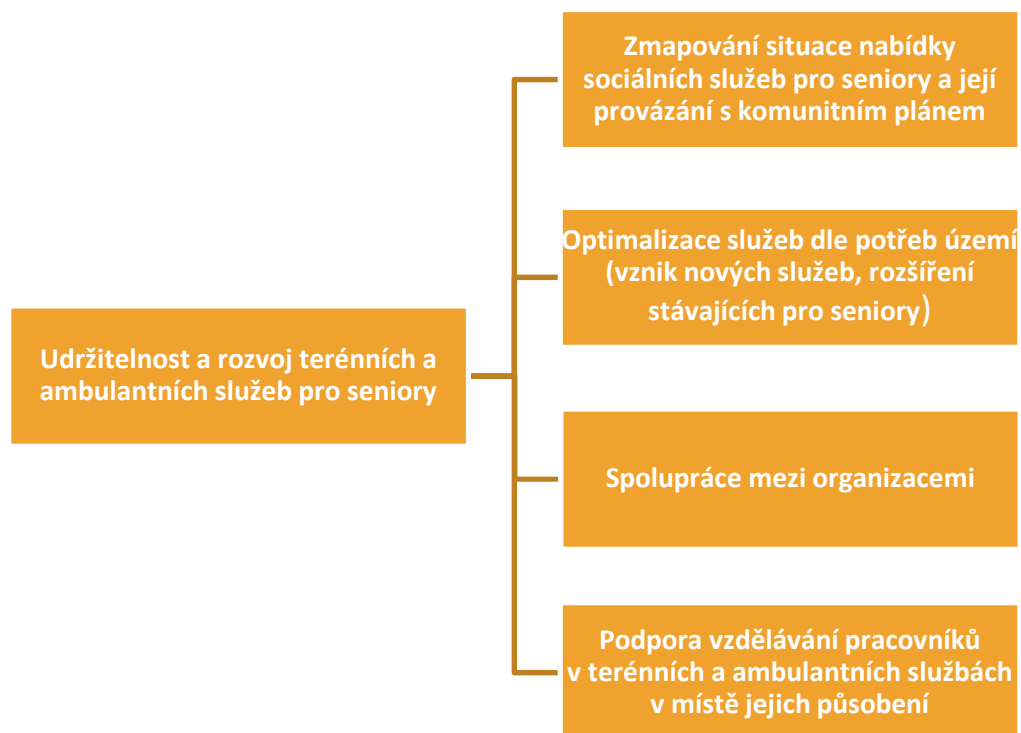 Udržitelnost a rozvoj terénních a
ambulantních služeb pro seniory
Zmapování situace nabídky
sociálních služeb pro seniory a její
provázání s komunitním plánem
Optimalizace služeb dle potřeb území
(vznik nových služeb, rozšíření
stávajících pro seniory)
Spolupráce mezi organizacemi
Podpora vzdělávání pracovníků
v terénních a ambulantních službách
v místě jejich působení